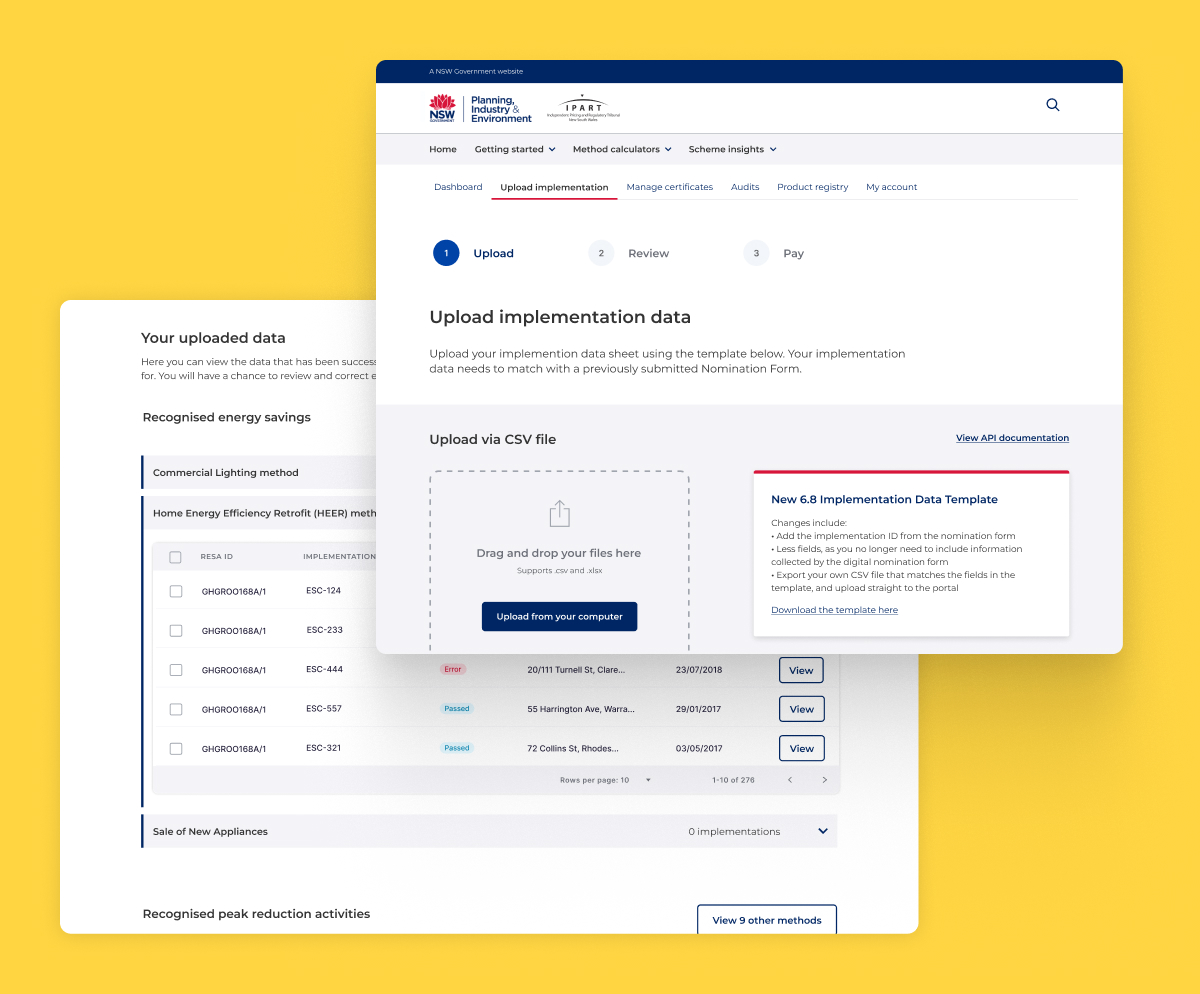 A NSW Government website
NSW
GOVERNMENT
Planning,
Industry &
Environment
IPART
Independent Pricing and Regulatory Tribunal
New South Wales
Home Getting started Method calculators Scheme insights
Dashboard Upload implementation Manage certificates Audits Product registry My account
1 Upload 2 Review 3 Pay
Upload implementation data
Upload your implemention data sheet using the template below. Your implementation
data needs to match with a previously submitted Nomination Form.
Upload via CSV file
View API documentation
Drag and drop your files here
Supports .csv and .xlsx
Upload from your computer
New 6.8 Implementation Data Template
Changes include:
• Add the implementation ID from the nomination form
• Less fields, as you no longer need to include information
collected by the digital nomination form
• Export your own CSV file that matches the fields in the
template, and upload straight to the portal
Download the template here
Your uploaded data
Here you can view the data that has been success
for. You will have a chance to review and correct e
Recognised energy savings
Commercial Lighting method
Home Energy Efficiency Retrofit (HEER) meth
RESA ID IMPLEMENTATION
GHGROO168A/1 ESC-124
GHGROO168A/1 ESC-233
GHGROO168A/1 ESC-444 Error 20/111 Turnell St, Clare... 23/07/2018 View
GHGROO168A/1 ESC-557 Passed 55 Harrington Ave, Warra... 29/01/2017 View
GHGROO168A/1 ESC-321 Passed 72 Collins St, Rhodes... 03/05/2017 View
Rows per page: 10 1-10 of 276
Sale of New Appliances 0 implementations
Recognised peak reduction activities
View 9 other methods